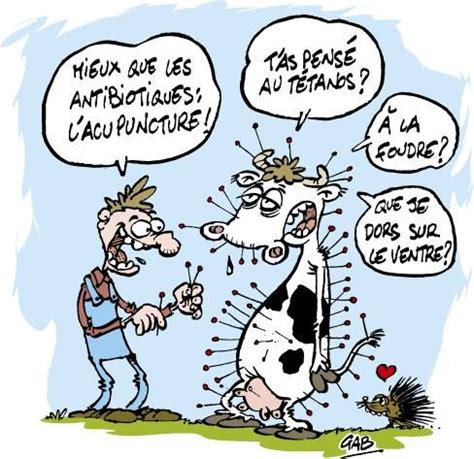 MIEUX QUE LES
ANTIBIOTIQUES :
L'ACUPUNCTURE !
T'AS PENSÉ
AU TÉTANOS ?
À LA
FOUDRE ?
QUE JE
DORS SUR
LE VENTRE ?
GAB